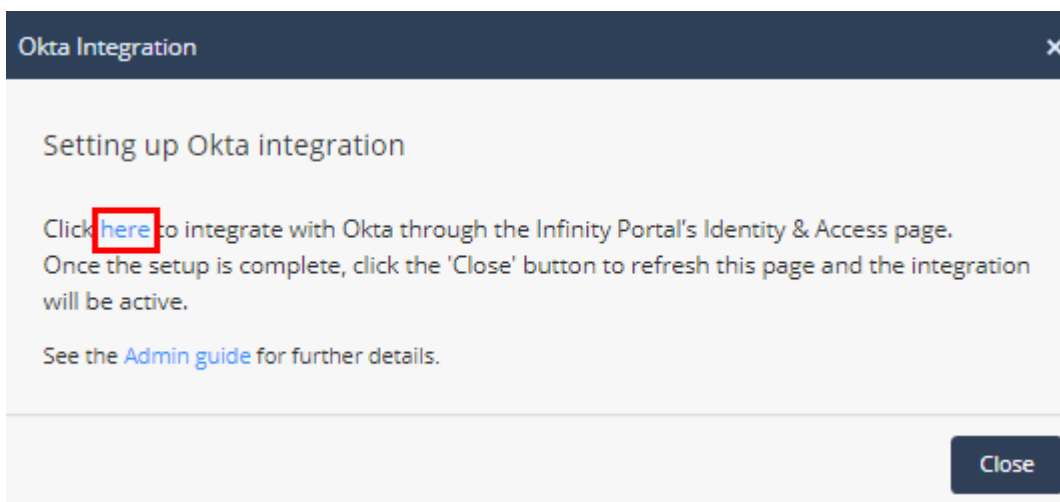 Okta Integration
Setting up Okta integration
Click here to integrate with Okta through the Infinity Portal's Identity & Access page.
Once the setup is complete, click the 'Close' button to refresh this page and the integration
will be active.
See the Admin guide for further details.
Close